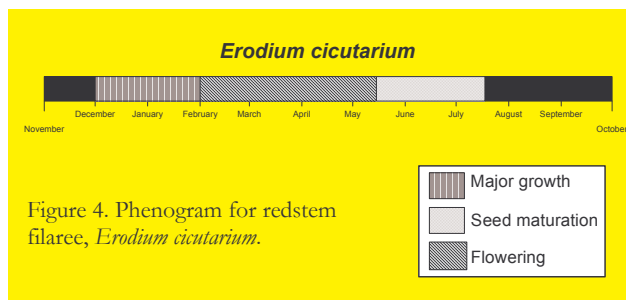 Erodium cicutarium
December January February March April May June July August September
November October
Figure 4. Phenogram for redstem
filaree, Erodium cicutarium.
Major growth
Seed maturation
Flowering